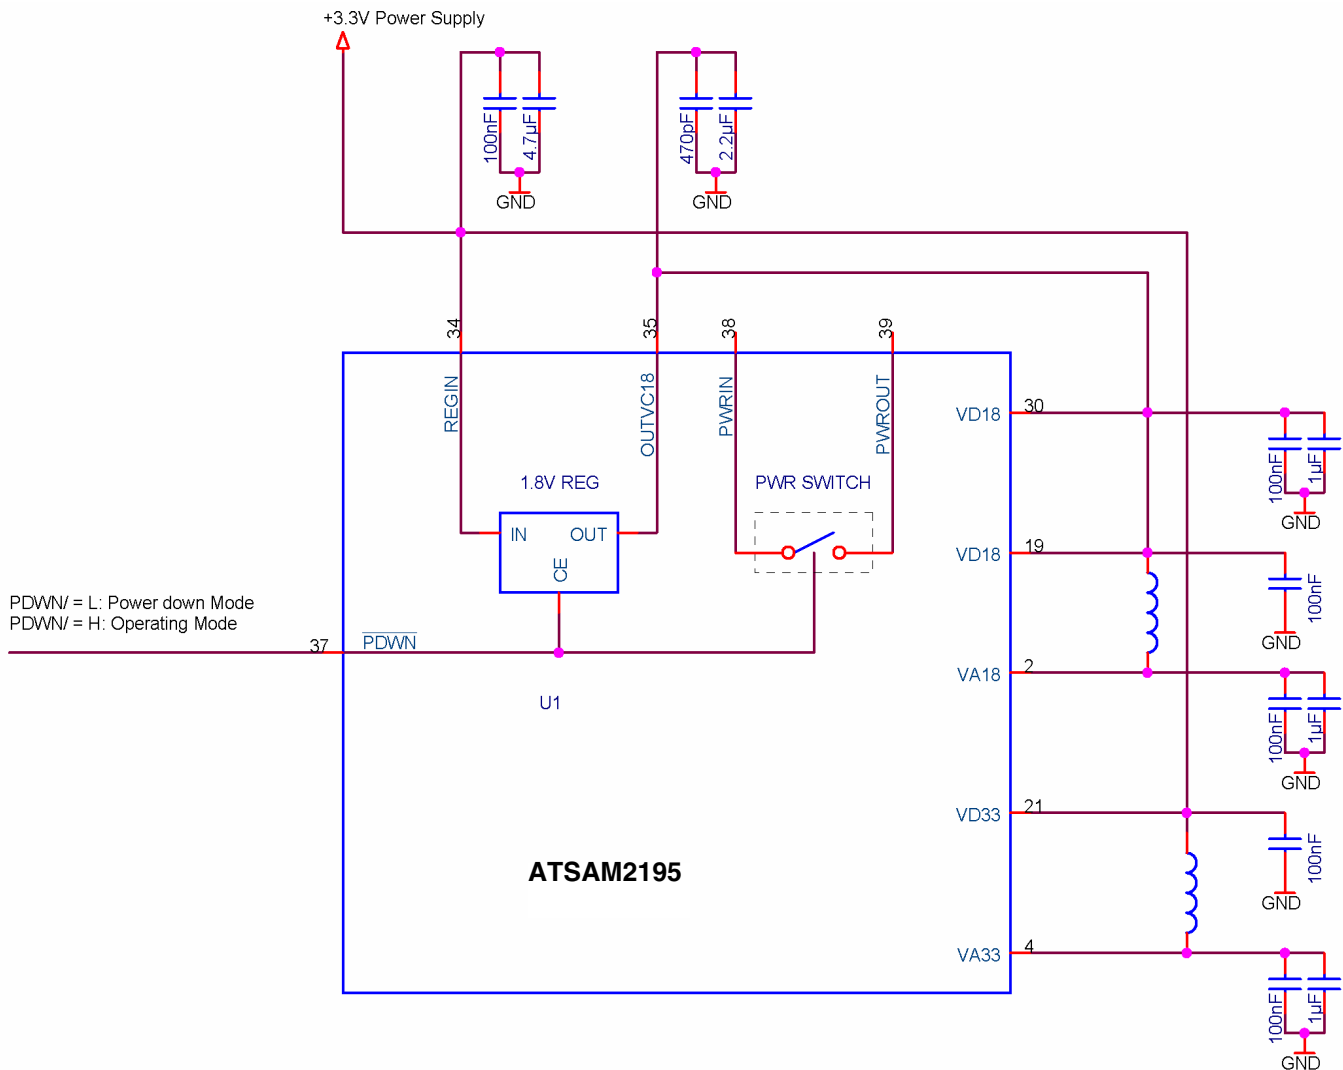 +3.3V Power Supply
100nF
4.7µF
GND
470pF
2.2µF
GND
34
35
38
39
REGIN
OUTVC18
PWRIN
PWROUT
VD18
30
100nF
1µF
GND
1.8V REG
PWR SWITCH
IN
OUT
CE
VD18
19
100nF
GND
PDWN/ = L: Power down Mode
PDWN/ = H: Operating Mode
37
PDWN
U1
VA18
2
100nF
1µF
GND
VD33
21
100nF
GND
ATSAM2195
VA33
4
100nF
1µF
GND